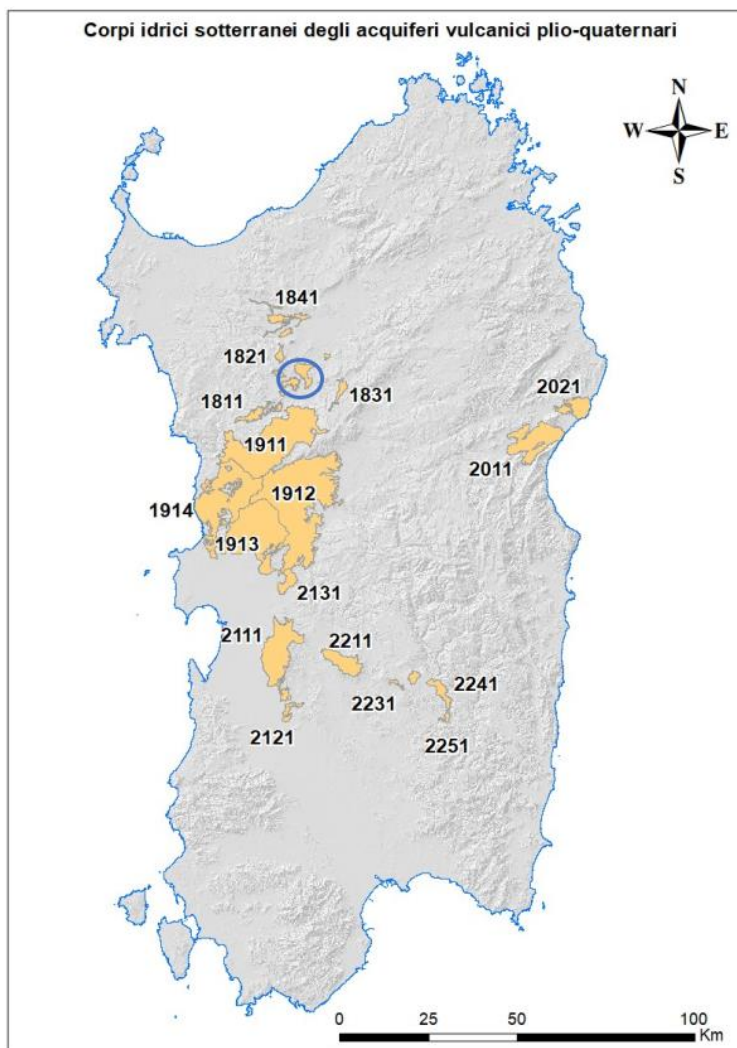 Corpi idrici sotterranei degli acquiferi vulcanici plio-quaternari
N
W E
S
1841
1821
1831
1811
2021
1911
2011
1912
1914
1913
2131
2111 2211
2241
2231
2121
2251
0 25 50 100
Km